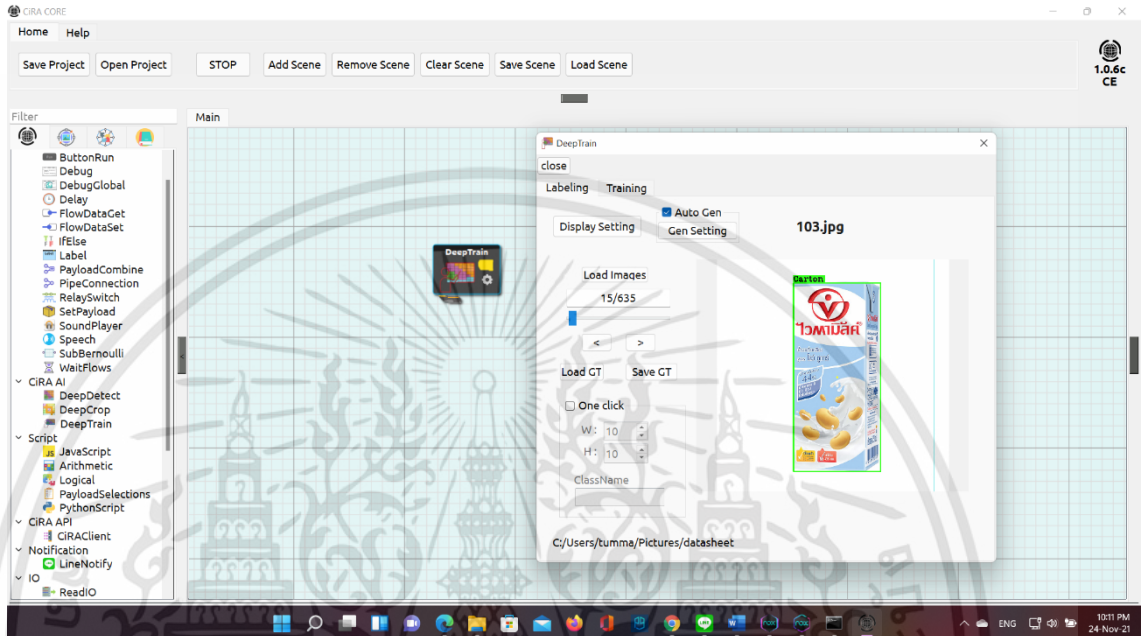 CiRA CORE
Home Help
Save Project Open Project STOP Add Scene Remove Scene Clear Scene Save Scene Load Scene
1.0.6c
CE
Filter
Main
ButtonRun
Debug
DebugGlobal
Delay
FlowDataGet
FlowDataSet
IfElse
Label
PayloadCombine
PipeConnection
RelaySwitch
SetPayload
SoundPlayer
Speech
SubBernoulli
WaitFlows
CiRA AI
DeepDetect
DeepCrop
DeepTrain
Script
JavaScript
Arithmetic
Logical
PayloadSelections
PythonScript
CiRA API
CiRAClient
Notification
LineNotify
IO
ReadIO
DeepTrain
DeepTrain
close
Labeling Training
Display Setting
Auto Gen
Gen Setting
103.jpg
Load Images
15/635
< >
Load GT Save GT
One click
W: 10
H: 10
ClassName
Carton
ไวตามิ้ลค์
C:/Users/tumma/Pictures/datasheet
ENG
10:11 PM
24-Nov-21